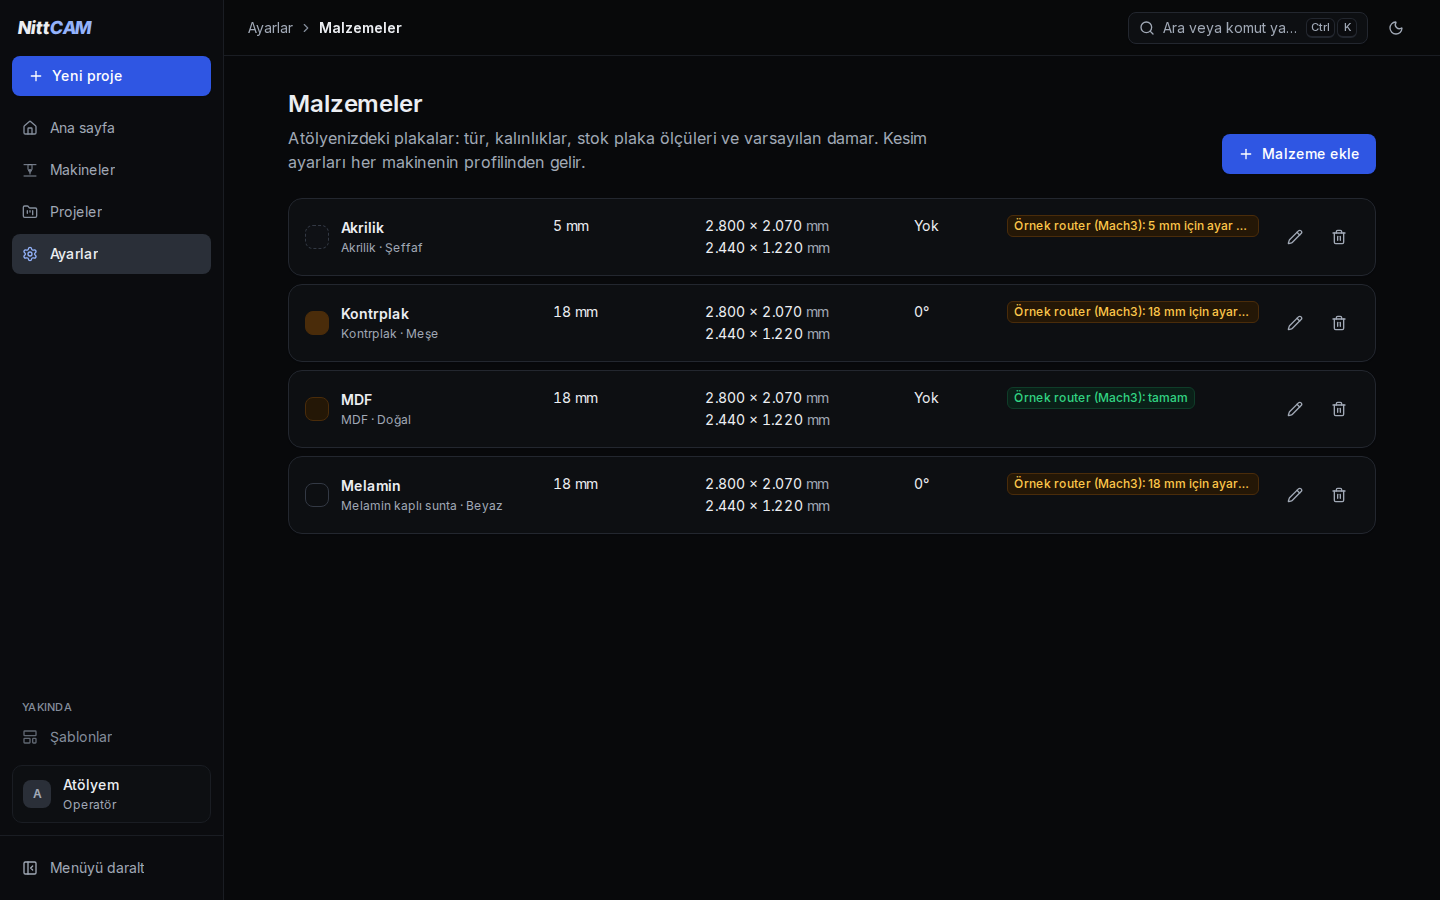 NittCAM
Yeni proje
Ana sayfa
Makineler
Projeler
Ayarlar
YAKINDA
Şablonlar
A
Atölyem
Operatör
Menüyü daralt
Ayarlar > Malzemeler
Ara veya komut ya... Ctrl K
Malzemeler
Atölyenizdeki plakalar: tür, kalınlıklar, stok plaka ölçüleri ve varsayılan damar. Kesim
ayarları her makinenin profilinden gelir.
Malzeme ekle
Akrilik
Akrilik · Şeffaf
5 mm
2.800 × 2.070 mm
2.440 × 1.220 mm
Yok
Örnek router (Mach3): 5 mm için ayar ...
Kontrplak
Kontrplak · Meşe
18 mm
2.800 × 2.070 mm
2.440 × 1.220 mm
0°
Örnek router (Mach3): 18 mm için ayar...
MDF
MDF · Doğal
18 mm
2.800 × 2.070 mm
2.440 × 1.220 mm
Yok
Örnek router (Mach3): tamam
Melamin
Melamin kaplı sunta · Beyaz
18 mm
2.800 × 2.070 mm
2.440 × 1.220 mm
0°
Örnek router (Mach3): 18 mm için ayar...